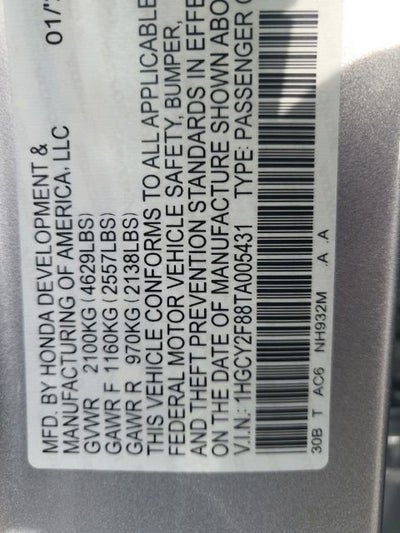 MFD. BY HONDA DEVELOPMENT & 01/
MANUFACTURING OF AMERICA, LLC
GVWR 2100KG(4629LBS)
GAWR F 1160KG(2557LBS)
GAWR R 970KG(2138LBS)
THIS VEHICLE CONFORMS TO ALL APPLICABLE
FEDERAL MOTOR VEHICLE SAFETY, BUMPER,
AND THEFT PREVENTION STANDARDS IN EFFE
ON THE DATE OF MANUFACTURE SHOWN ABO
V.I.N.: 1HGCY2F88TA005431 TYPE: PASSENGER C
30B T AC6 NH932M .A .A